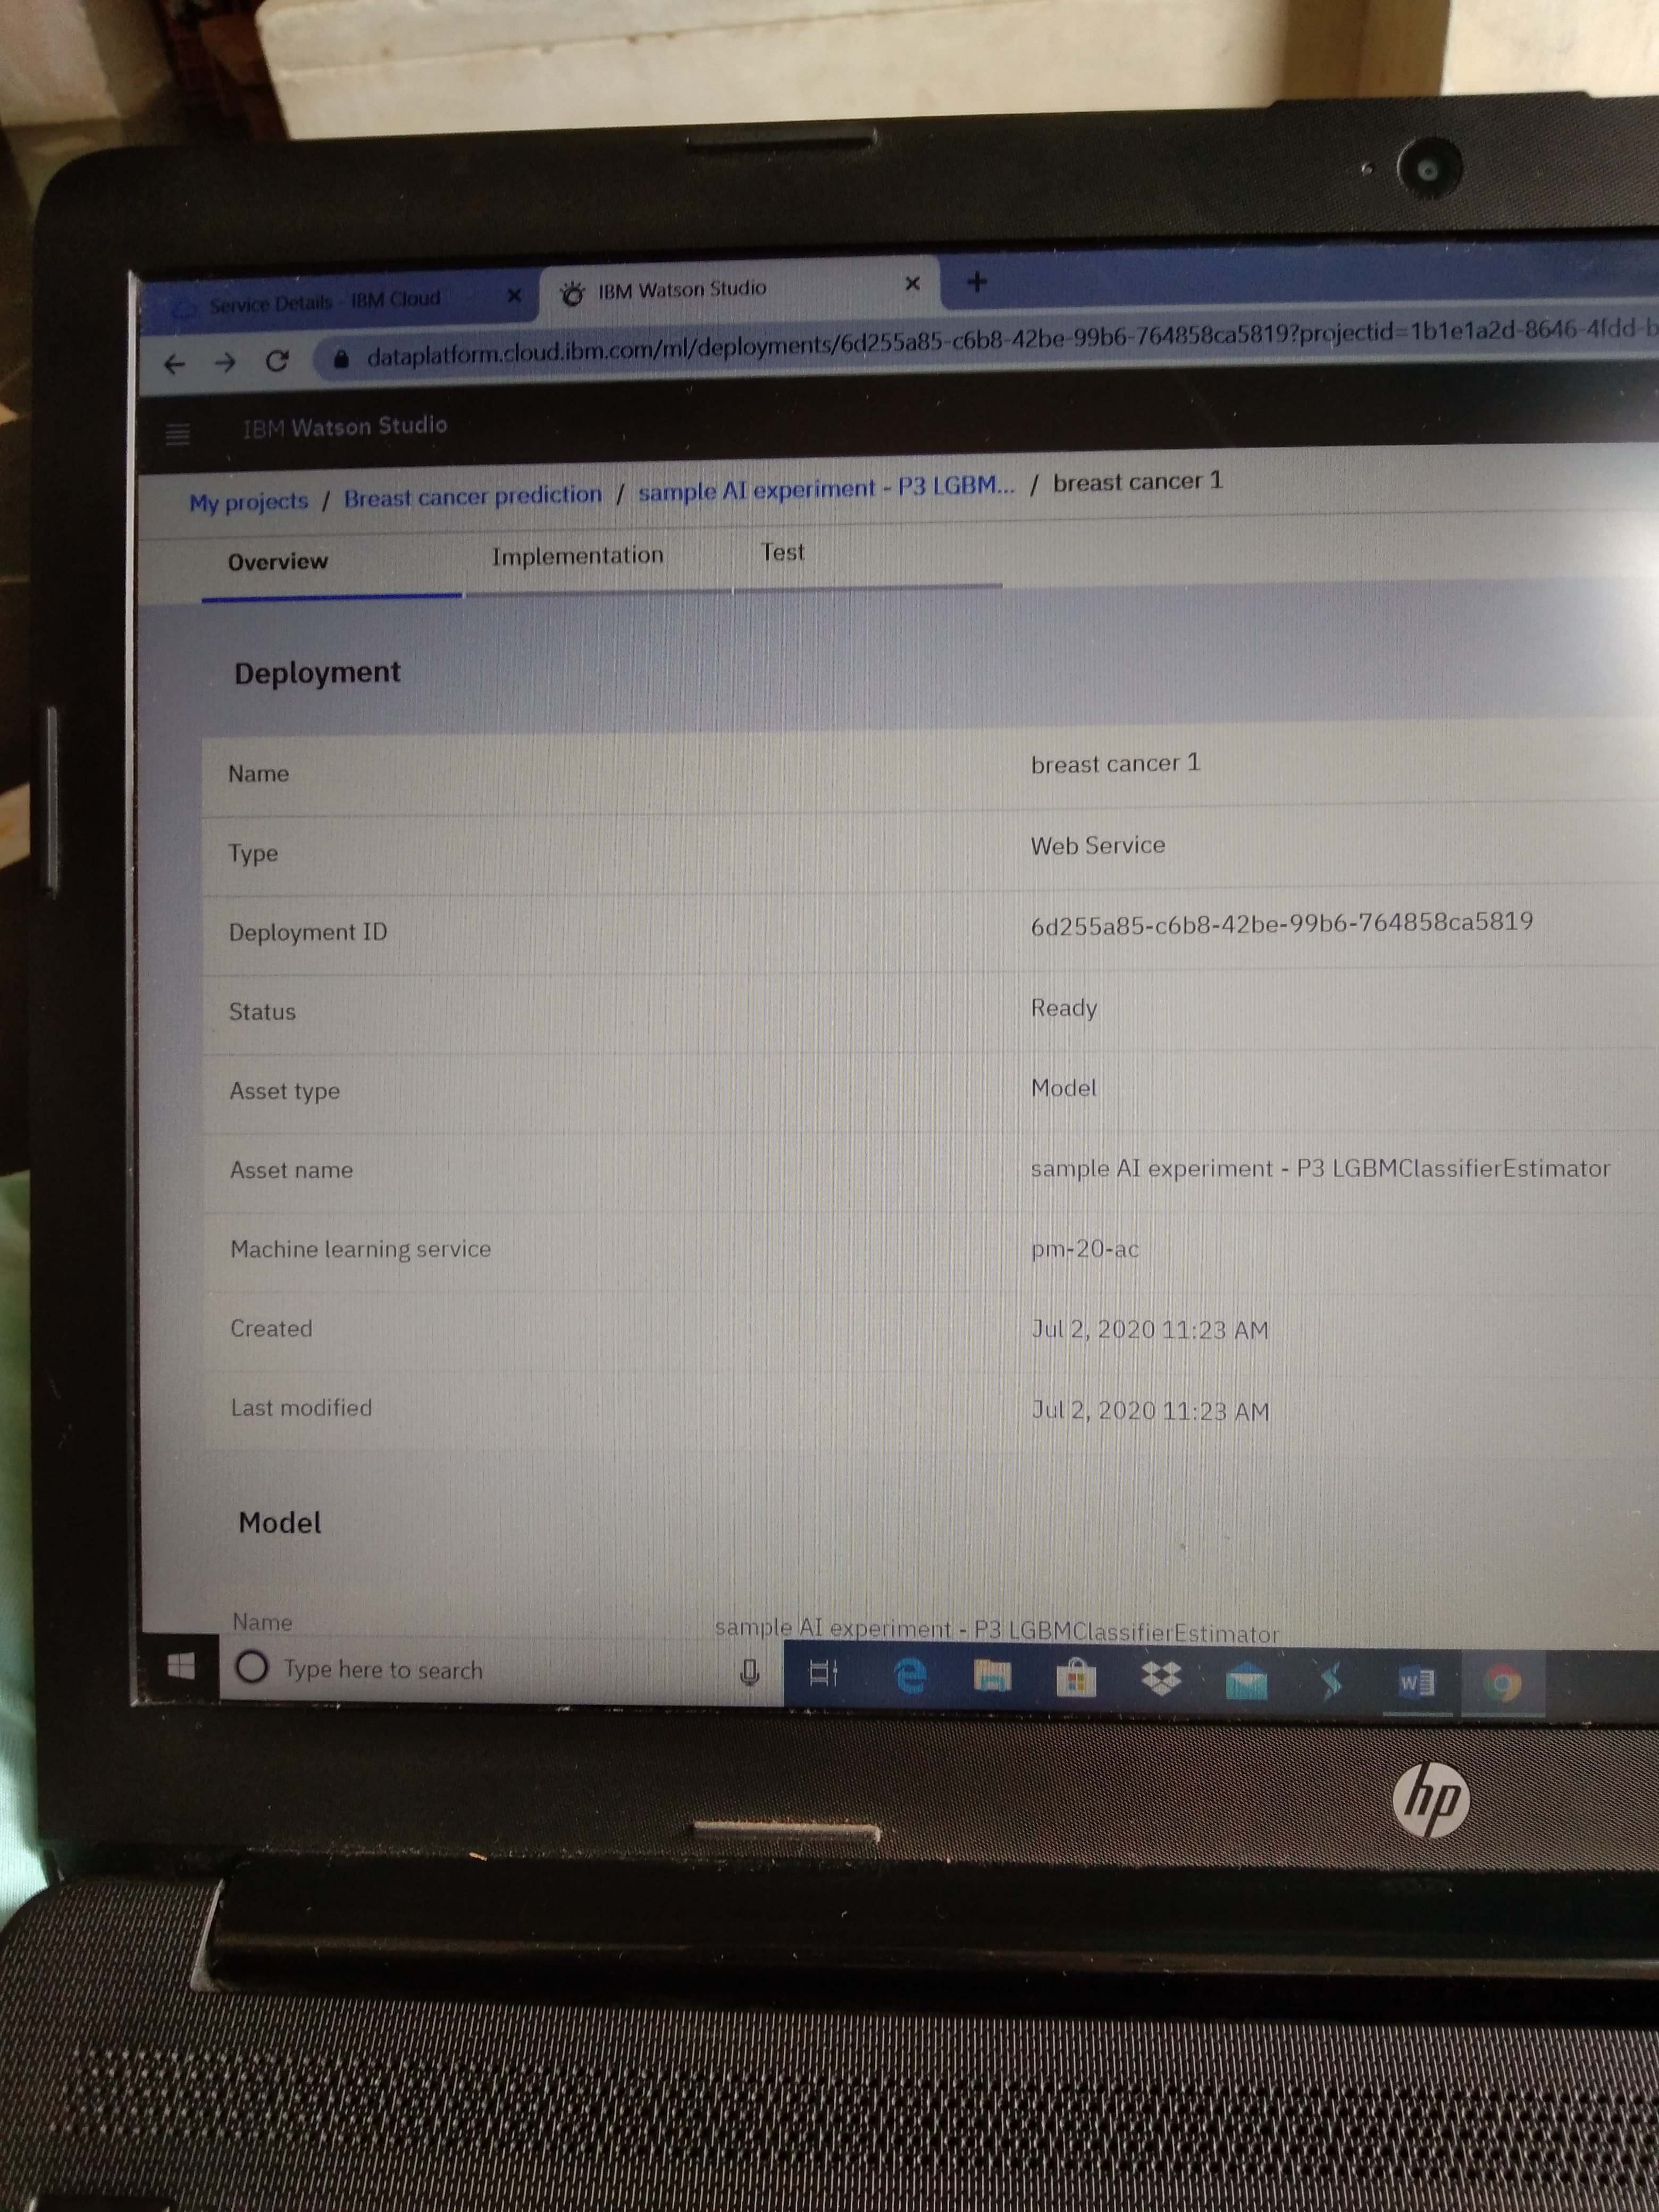 Service Details - IBM Cloud
IBM Watson Studio
dataplatform.cloud.ibm.com/ml/deployments/6d255a85-c6b8-42be-99b6-764858ca5819?projectid=1b1e1a2d-8646-4fdd-b
IBM Watson Studio
My projects / Breast cancer prediction / sample AI experiment - P3 LGBM... / breast cancer 1
Overview Implementation Test
Deployment
Name breast cancer 1
Type Web Service
Deployment ID 6d255a85-c6b8-42be-99b6-764858ca5819
Status Ready
Asset type Model
Asset name sample AI experiment - P3 LGBMClassifierEstimator
Machine learning service pm-20-ac
Created Jul 2, 2020 11:23 AM
Last modified Jul 2, 2020 11:23 AM
Model
Name sample AI experiment - P3 LGBMClassifierEstimator
Type here to search
W
hp